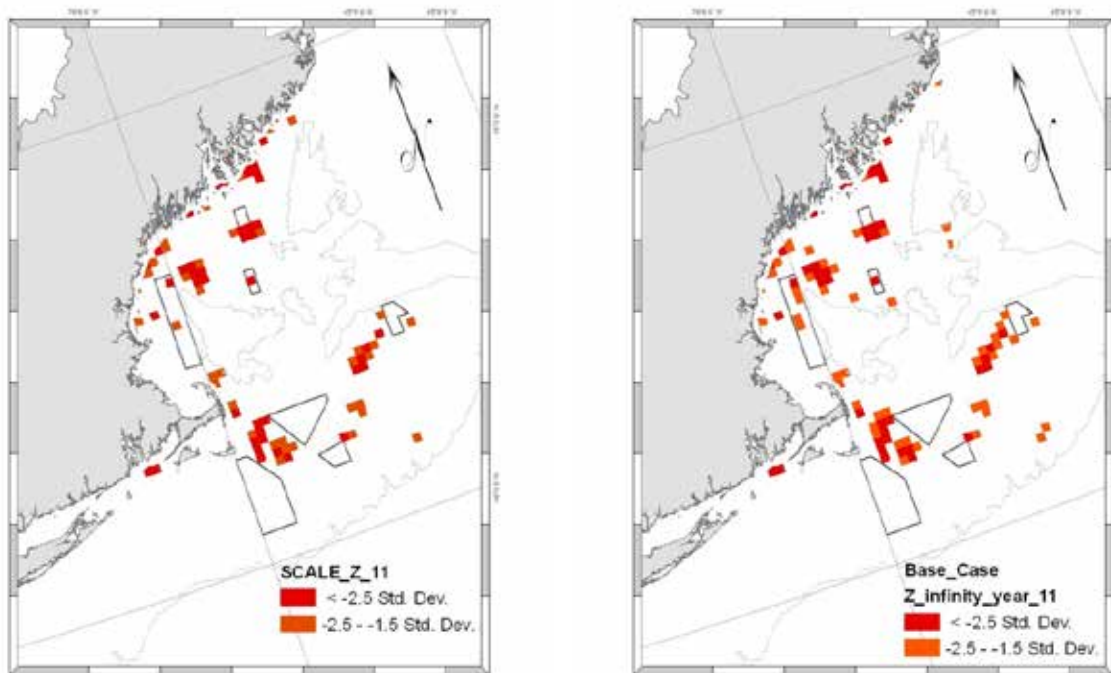 SCALE_Z_11
< -2.5 Std. Dev.
-2.5 - -1.5 Std. Dev.
Base_Case
Z_infinity_year_11
< -2.5 Std. Dev.
-2.5 - -1.5 Std. Dev.